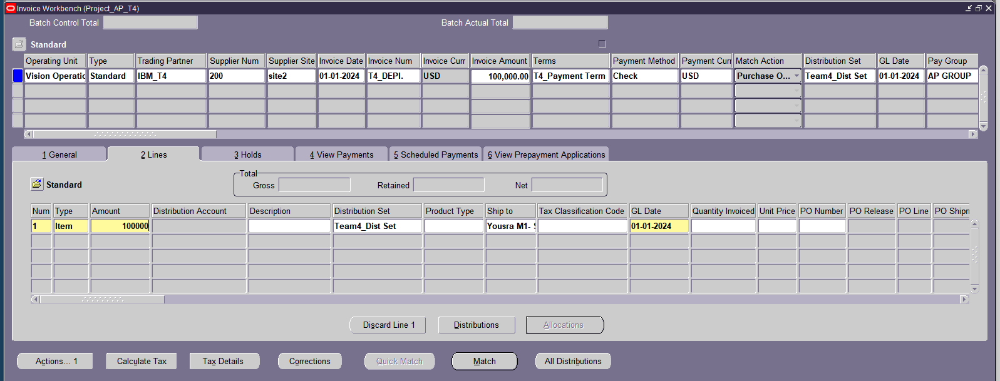 Invoice Workbench (Project_AP_T4)
Batch Control Total Batch Actual Total
Standard
Operating Unit Type Trading Partner Supplier Num Supplier Site Invoice Date Invoice Num Invoice Curr Invoice Amount Terms Payment Method Payment Curr Match Action Distribution Set GL Date Pay Group
Vision Operatic Standard IBM_T4 200 site2 01-01-2024 T4_DEPI. USD 100,000.00 T4_Payment Term Check USD Purchase O... Team4_Dist Set 01-01-2024 AP GROUP
1 General 2 Lines 3 Holds 4 View Payments 5 Scheduled Payments 6 View Prepayment Applications
Total
Standard Gross Retained Net
Num Type Amount Distribution Account Description Distribution Set Product Type Ship to Tax Classification Code GL Date Quantity Invoiced Unit Price PO Number PO Release PO Line PO Shipn
1 Item 100000 Team4_Dist Set Yousra M1- S 01-01-2024
Discard Line 1 Distributions Allocations
Actions... 1 Calculate Tax Tax Details Corrections Quick Match Match All Distributions